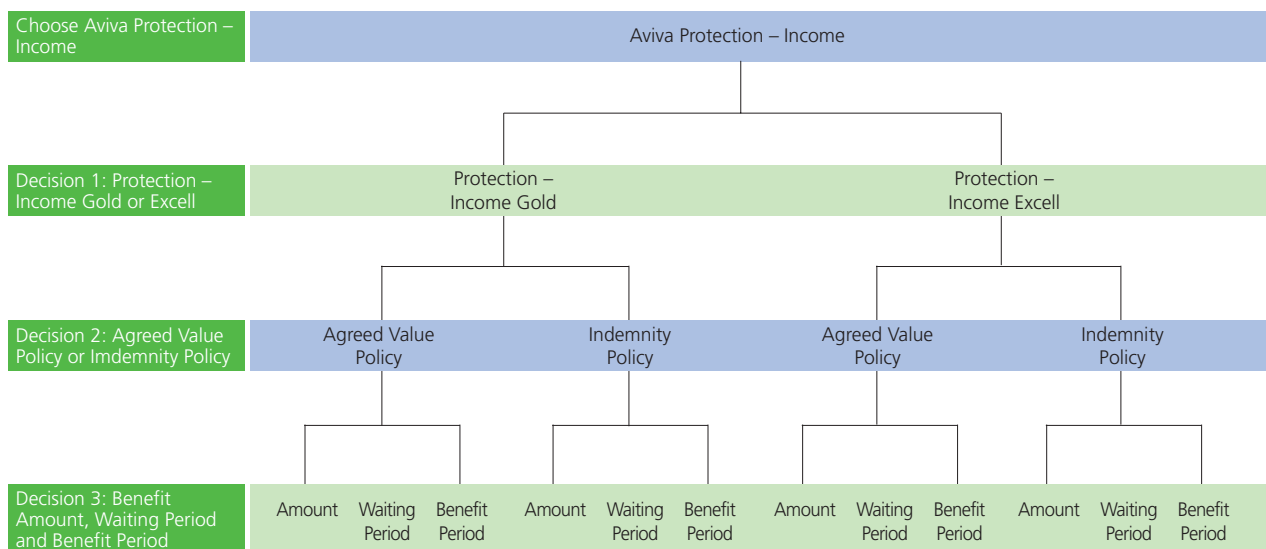 Choose Aviva Protection –
Income
Aviva Protection – Income
Decision 1: Protection –
Income Gold or Excell
Protection –
Income Gold
Protection –
Income Excell
Decision 2: Agreed Value
Policy or Imdemnity Policy
Agreed Value
Policy
Indemnity
Policy
Agreed Value
Policy
Indemnity
Policy
Decision 3: Benefit
Amount, Waiting Period
and Benefit Period
Amount
Waiting
Period
Benefit
Period
Amount
Waiting
Period
Benefit
Period
Amount
Waiting
Period
Benefit
Period
Amount
Waiting
Period
Benefit
Period